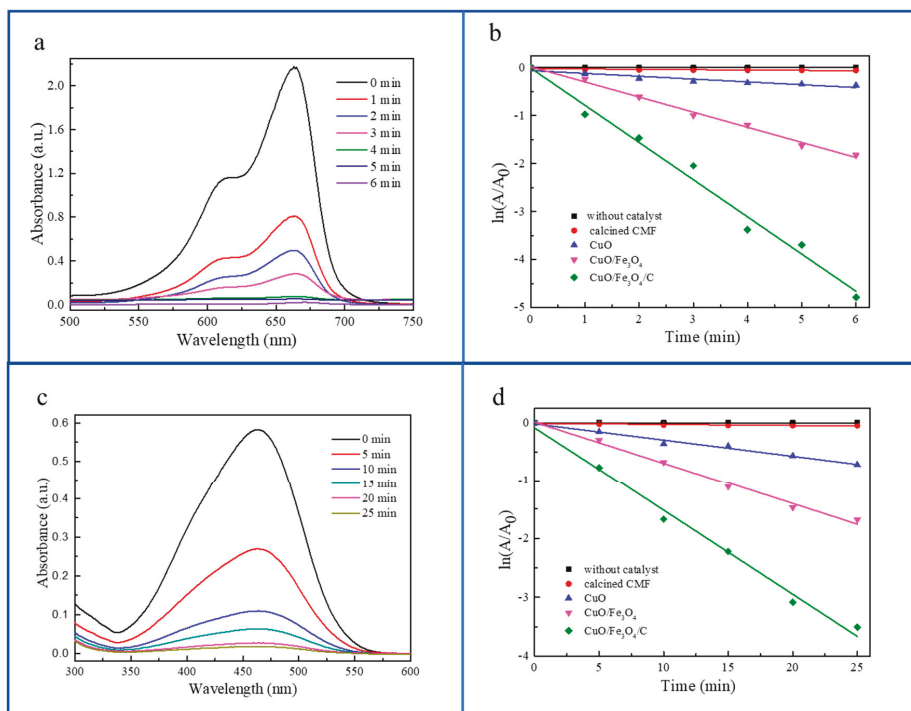 a
2.1
1.8
1.2
0.8
0.4
0.0
500
550
600
650
700
750
Absorbance (a.u.)
Wavelength (nm)
0 min
1 min
2 min
3 min
4 min
5 min
6 min
b
0
-1
-2
-3
-4
-5
0
1
2
3
4
5
6
ln(A/A₀)
Time (min)
without catalyst
calcined CMF
CuO
CuO/Fe₃O₄
CuO/Fe₃O₄/C
c
0.6
0.5
0.4
0.3
0.2
0.1
0.0
300
350
400
450
500
550
600
Absorbance (a.u.)
Wavelength (nm)
0 min
5 min
10 min
15 min
20 min
25 min
d
0
-1
-2
-3
-4
0
5
10
15
20
25
ln(A/A₀)
Time (min)
without catalyst
calcined CMF
CuO
CuO/Fe₃O₄
CuO/Fe₃O₄/C